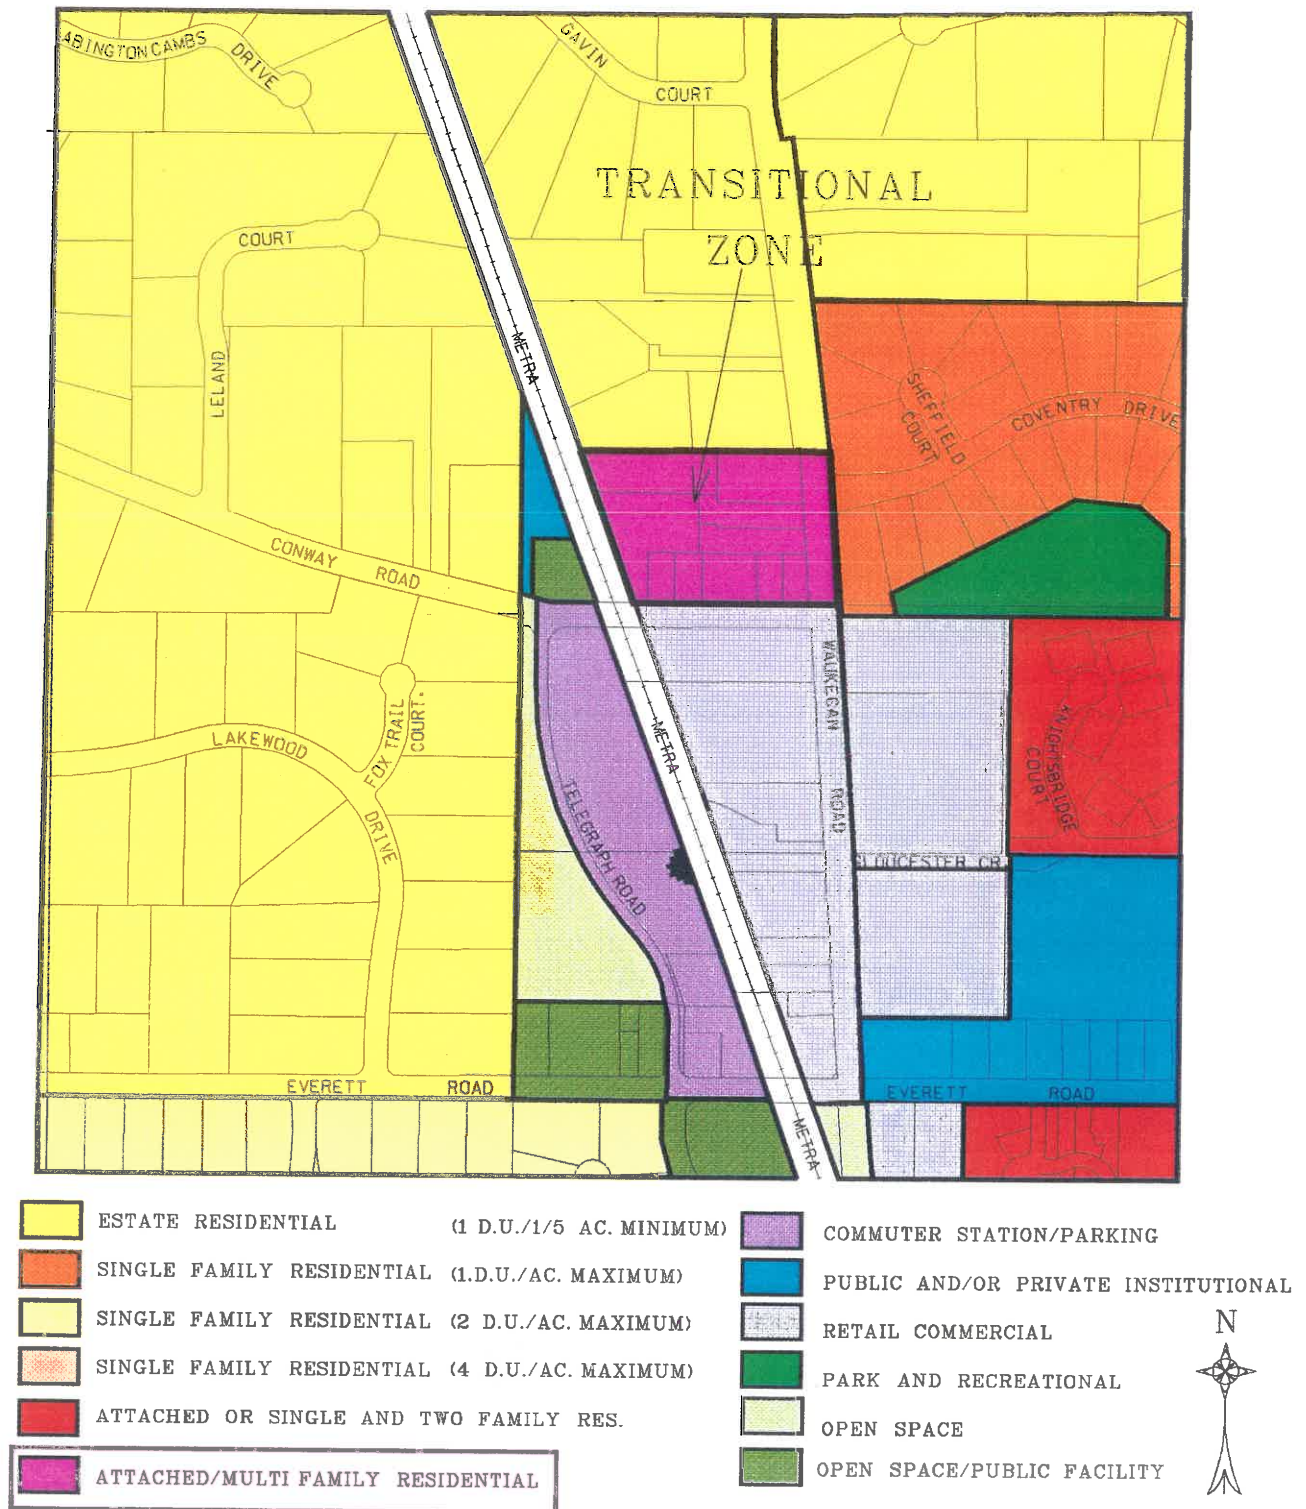 ABINGTON CAMBS DRIVE
GAVIN
COURT
TRANSITIONAL
ZONE
COURT
LELAND
METRA
SHEFFIELD
COURT
COVENTRY DRIVE
CONWAY ROAD
WAUKEGAN ROAD
KNIGHTSBRIDGE
COURT
FOX TRAIL
COURT.
LAKEWOOD DRIVE
METRA
TELEGRAPH ROAD
GLOUCESTER CR.
EVERETT ROAD
EVERETT ROAD
METRA
ESTATE RESIDENTIAL (1 D.U./1/5 AC. MINIMUM)
SINGLE FAMILY RESIDENTIAL (1.D.U./AC. MAXIMUM)
SINGLE FAMILY RESIDENTIAL (2 D.U./AC. MAXIMUM)
SINGLE FAMILY RESIDENTIAL (4 D.U./AC. MAXIMUM)
ATTACHED OR SINGLE AND TWO FAMILY RES.
ATTACHED/MULTI FAMILY RESIDENTIAL
COMMUTER STATION/PARKING
PUBLIC AND/OR PRIVATE INSTITUTIONAL
RETAIL COMMERCIAL
PARK AND RECREATIONAL
OPEN SPACE
OPEN SPACE/PUBLIC FACILITY
N